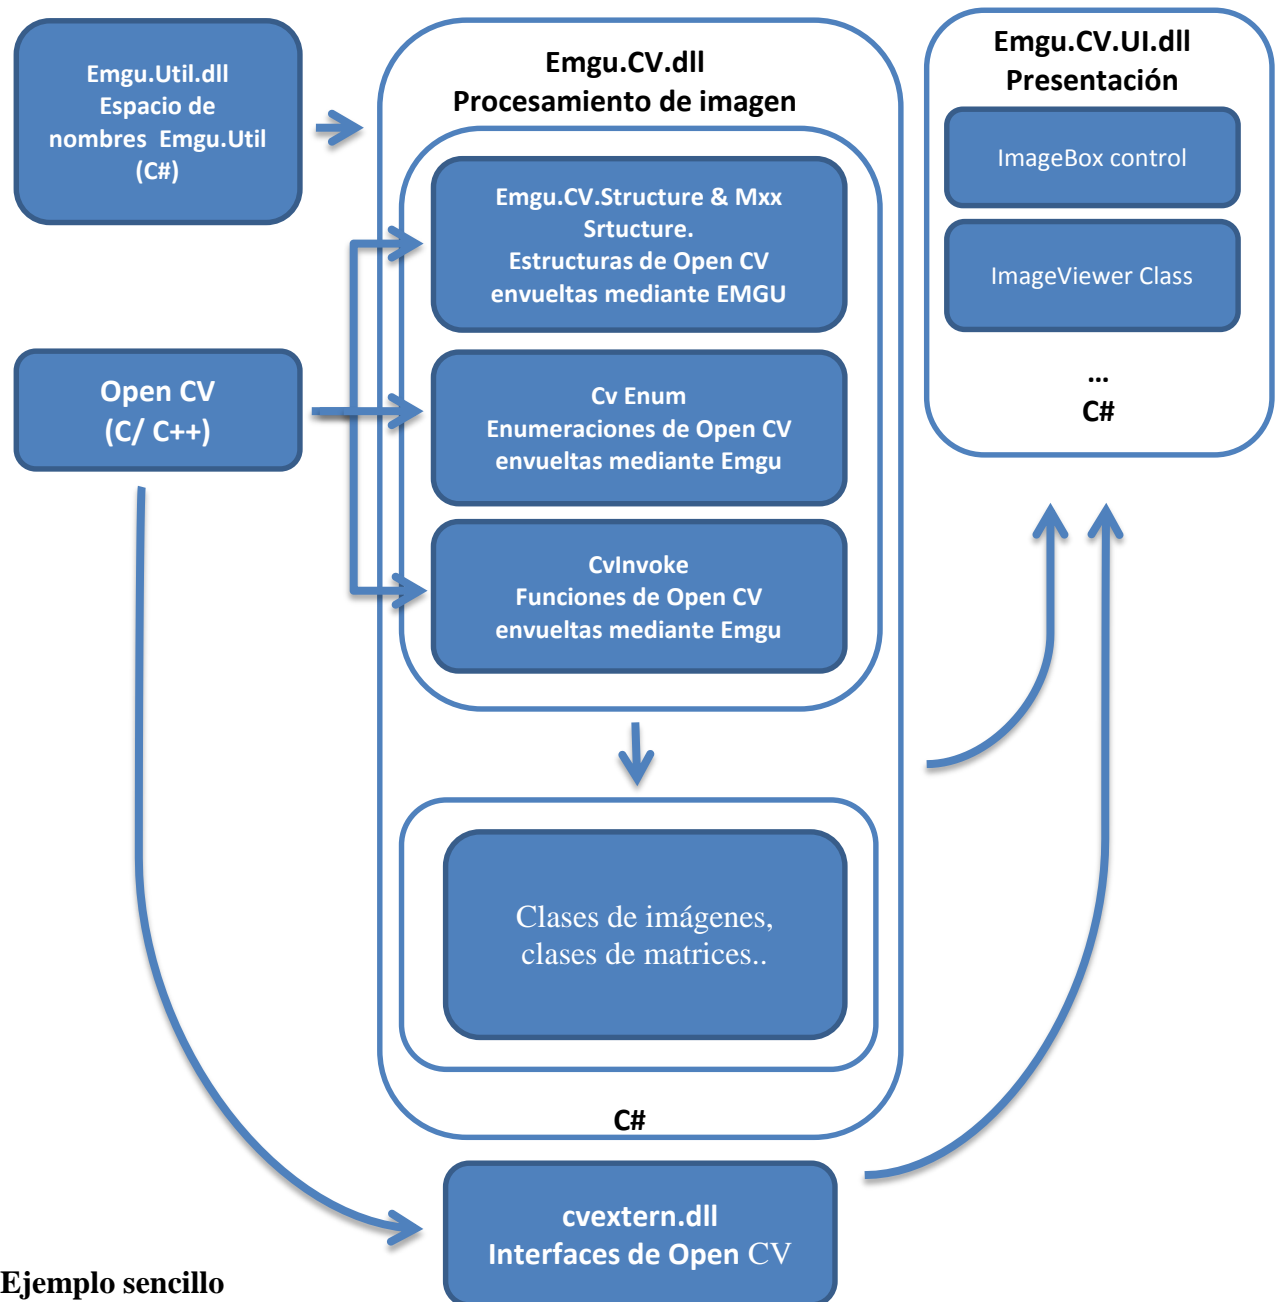 Emgu.Util.dll
Espacio de
nombres Emgu.Util
(C#)
Open CV
(C/ C++)
Emgu.CV.dll
Procesamiento de imagen
Emgu.CV.Structure & Mxx
Srtucture.
Estructuras de Open CV
envueltas mediante EMGU
Cv Enum
Enumeraciones de Open CV
envueltas mediante Emgu
CvInvoke
Funciones de Open CV
envueltas mediante Emgu
Clases de imágenes,
clases de matrices..
C#
cvextern.dll
Interfaces de Open CV
Emgu.CV.UI.dll
Presentación
ImageBox control
ImageViewer Class
...
C#
Ejemplo sencillo